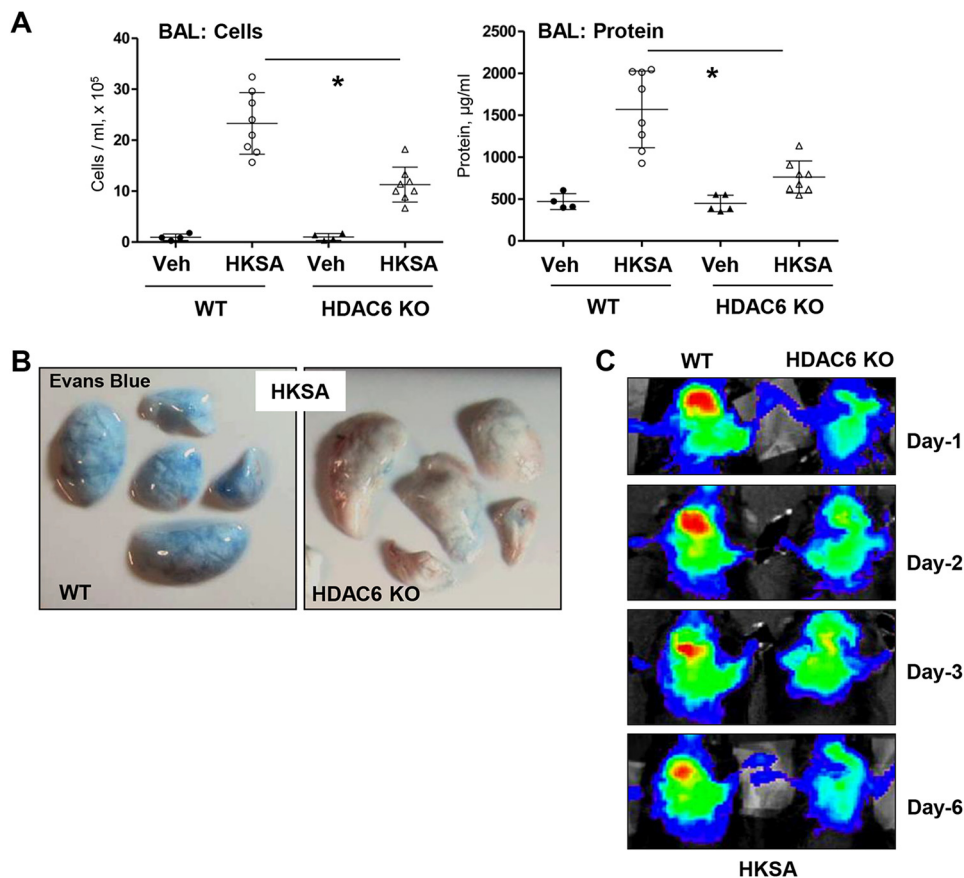 A
BAL: Cells
40
30
20
10
0
Cells / ml, x 10⁵
*
Veh HKSA Veh HKSA
WT HDAC6 KO
BAL: Protein
2500
2000
1500
1000
500
0
Protein, µg/ml
*
Veh HKSA Veh HKSA
WT HDAC6 KO
B
Evans Blue
HKSA
WT
HDAC6 KO
C
WT HDAC6 KO
Day-1
Day-2
Day-3
Day-6
HKSA